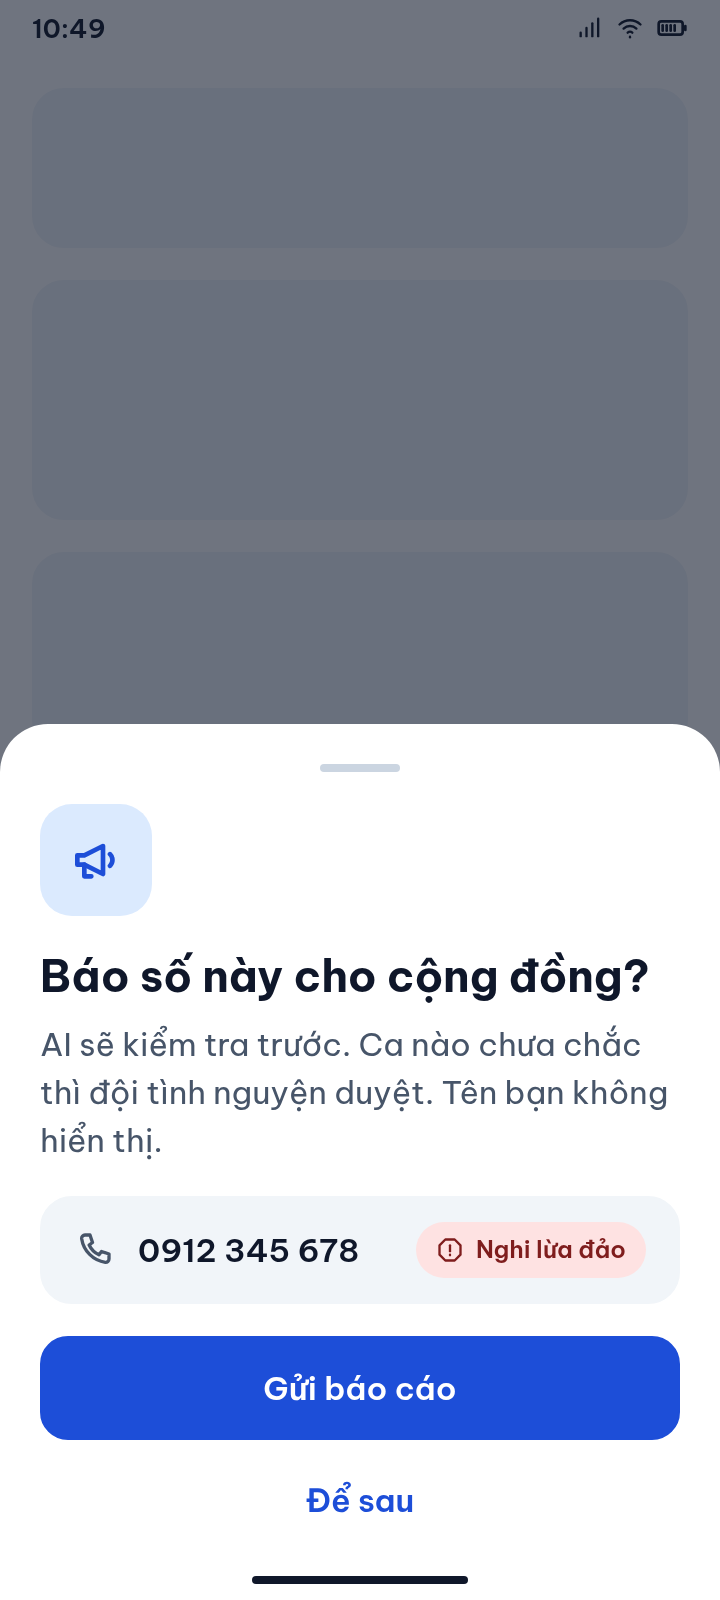 10:49
Báo số này cho cộng đồng?
AI sẽ kiểm tra trước. Ca nào chưa chắc
thì đội tình nguyện duyệt. Tên bạn không
hiển thị.
0912 345 678
Nghi lừa đảo
Gửi báo cáo
Để sau